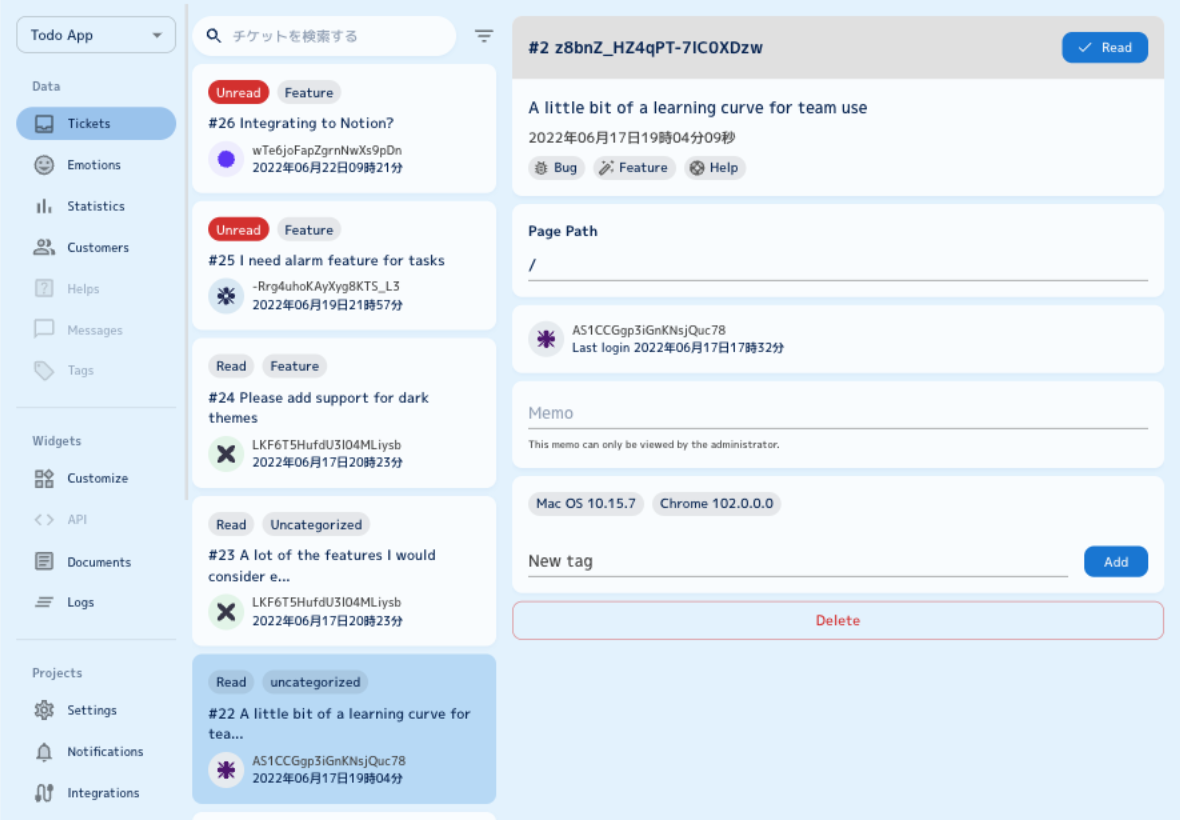 Todo App
Data
Tickets
Emotions
Statistics
Customers
Helps
Messages
Tags
Widgets
Customize
API
Documents
Logs
Projects
Settings
Notifications
Integrations
チケットを検索する
Unread Feature
#26 Integrating to Notion?
wTe6joFapZgrnNwXs9pDn
2022年06月22日09時21分
Unread Feature
#25 I need alarm feature for tasks
-Rrg4uhoKAyXyg8KTS_L3
2022年06月19日21時57分
Read Feature
#24 Please add support for dark
themes
LKF6T5HufdU3I04MLiysb
2022年06月17日20時23分
Read Uncategorized
#23 A lot of the features I would
consider e...
LKF6T5HufdU3I04MLiysb
2022年06月17日20時23分
Read uncategorized
#22 A little bit of a learning curve for
tea...
AS1CCGgp3iGnKNsjQuc78
2022年06月17日19時04分
#2 z8bnZ_HZ4qPT-7lC0XDzw
Read
A little bit of a learning curve for team use
2022年06月17日19時04分09秒
Bug Feature Help
Page Path
/
AS1CCGgp3iGnKNsjQuc78
Last login 2022年06月17日17時32分
Memo
This memo can only be viewed by the administrator.
Mac OS 10.15.7 Chrome 102.0.0.0
New tag
Add
Delete